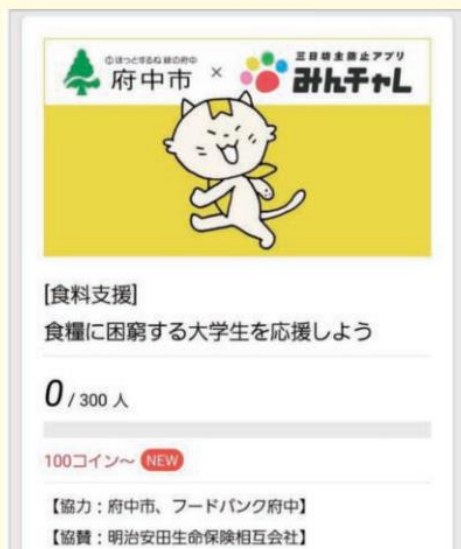 ほっとするね 緑の府中
府中市 × 三日坊主防止アプリ
みんチャレ
[食料支援]
食糧に困窮する大学生を応援しよう
0 / 300 人
100コイン〜 NEW
【協力：府中市、フードバンク府中】
【協賛：明治安田生命保険相互会社】